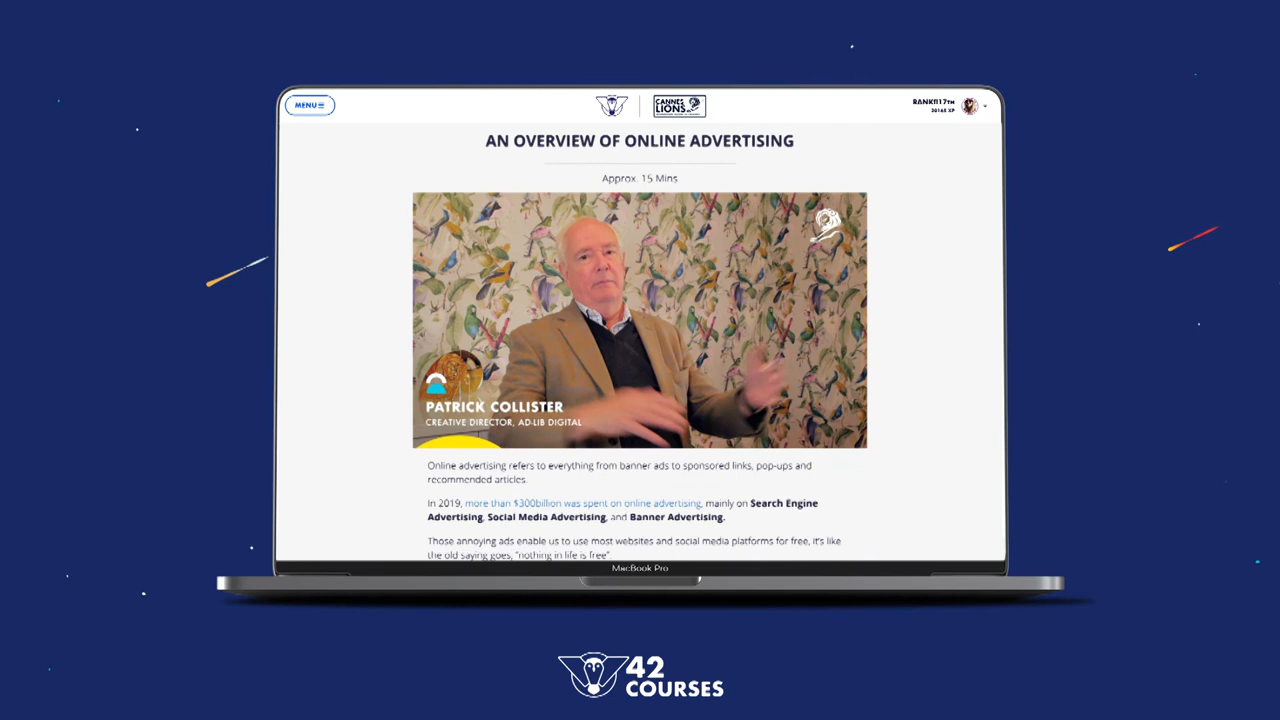 MENU
CANNES
LIONS
RANK: 117TH
AN OVERVIEW OF ONLINE ADVERTISING
Approx. 15 Mins
PATRICK COLLISTER
CREATIVE DIRECTOR, AD-LIB DIGITAL
Online advertising refers to everything from banner ads to sponsored links, pop-ups and
recommended articles.
In 2019, more than $300billion was spent on online advertising, mainly on Search Engine
Advertising, Social Media Advertising, and Banner Advertising.
Those annoying ads enable us to use most websites and social media platforms for free, it's like
the old saying goes, "nothing in life is free".
MacBook Pro
42
COURSES